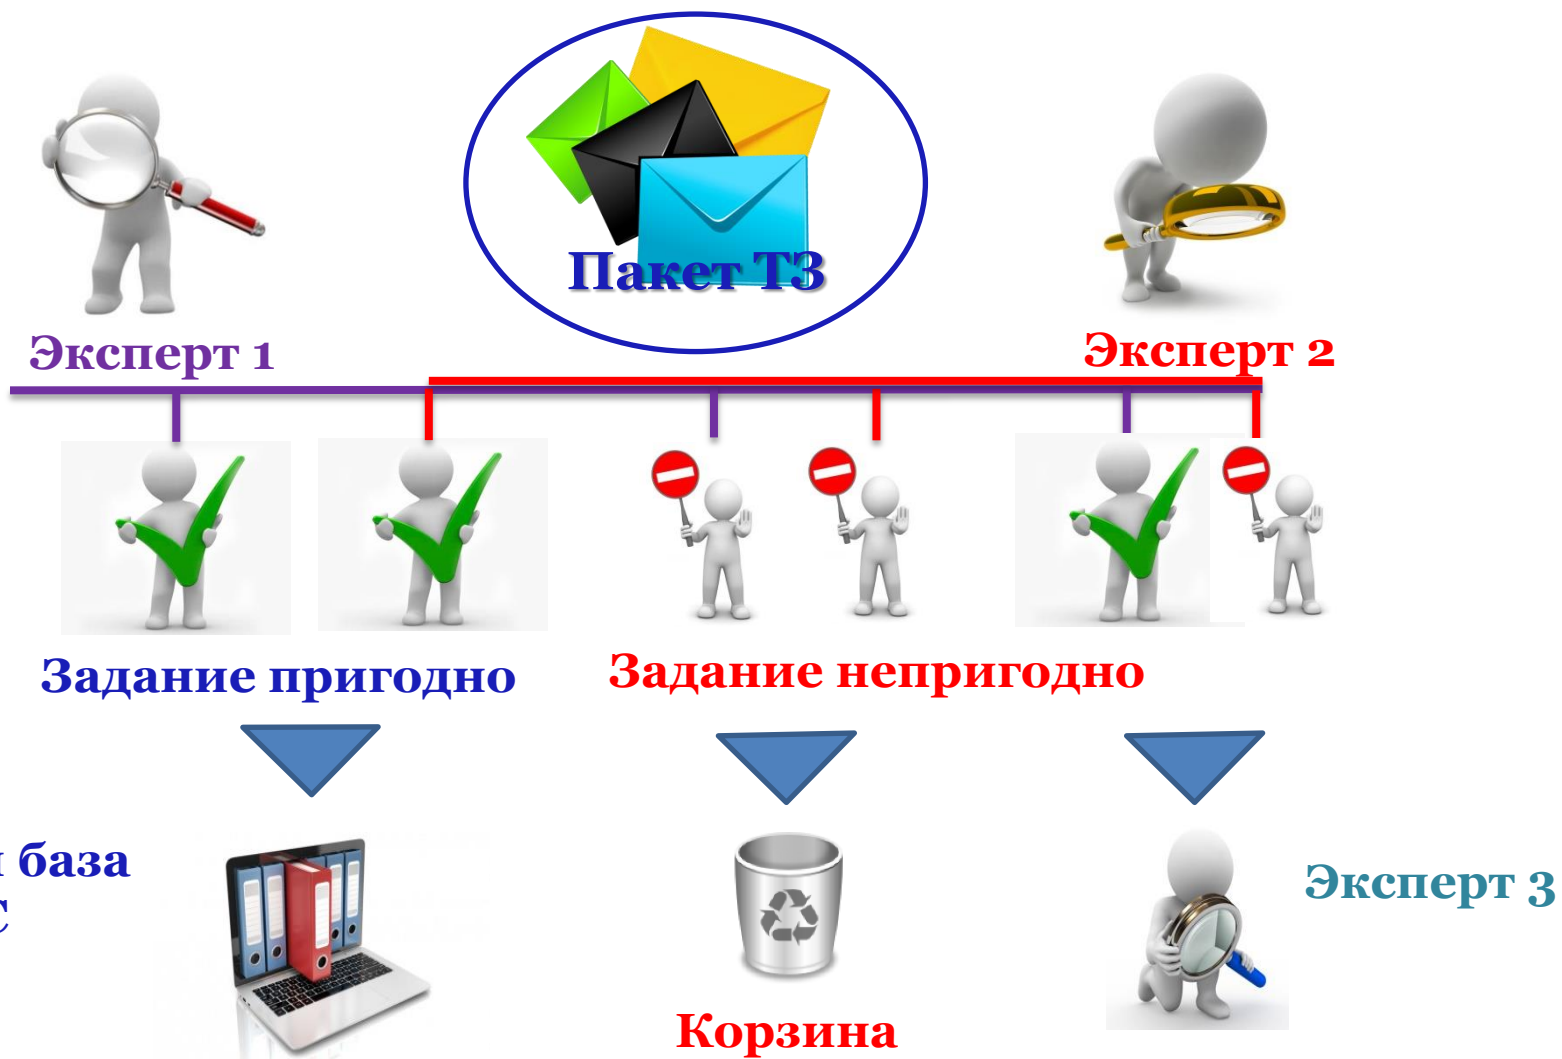 Пакет ТЗ
Эксперт 1
Эксперт 2
Задание пригодно
Задание непригодно
база
С
Эксперт 3
Корзина